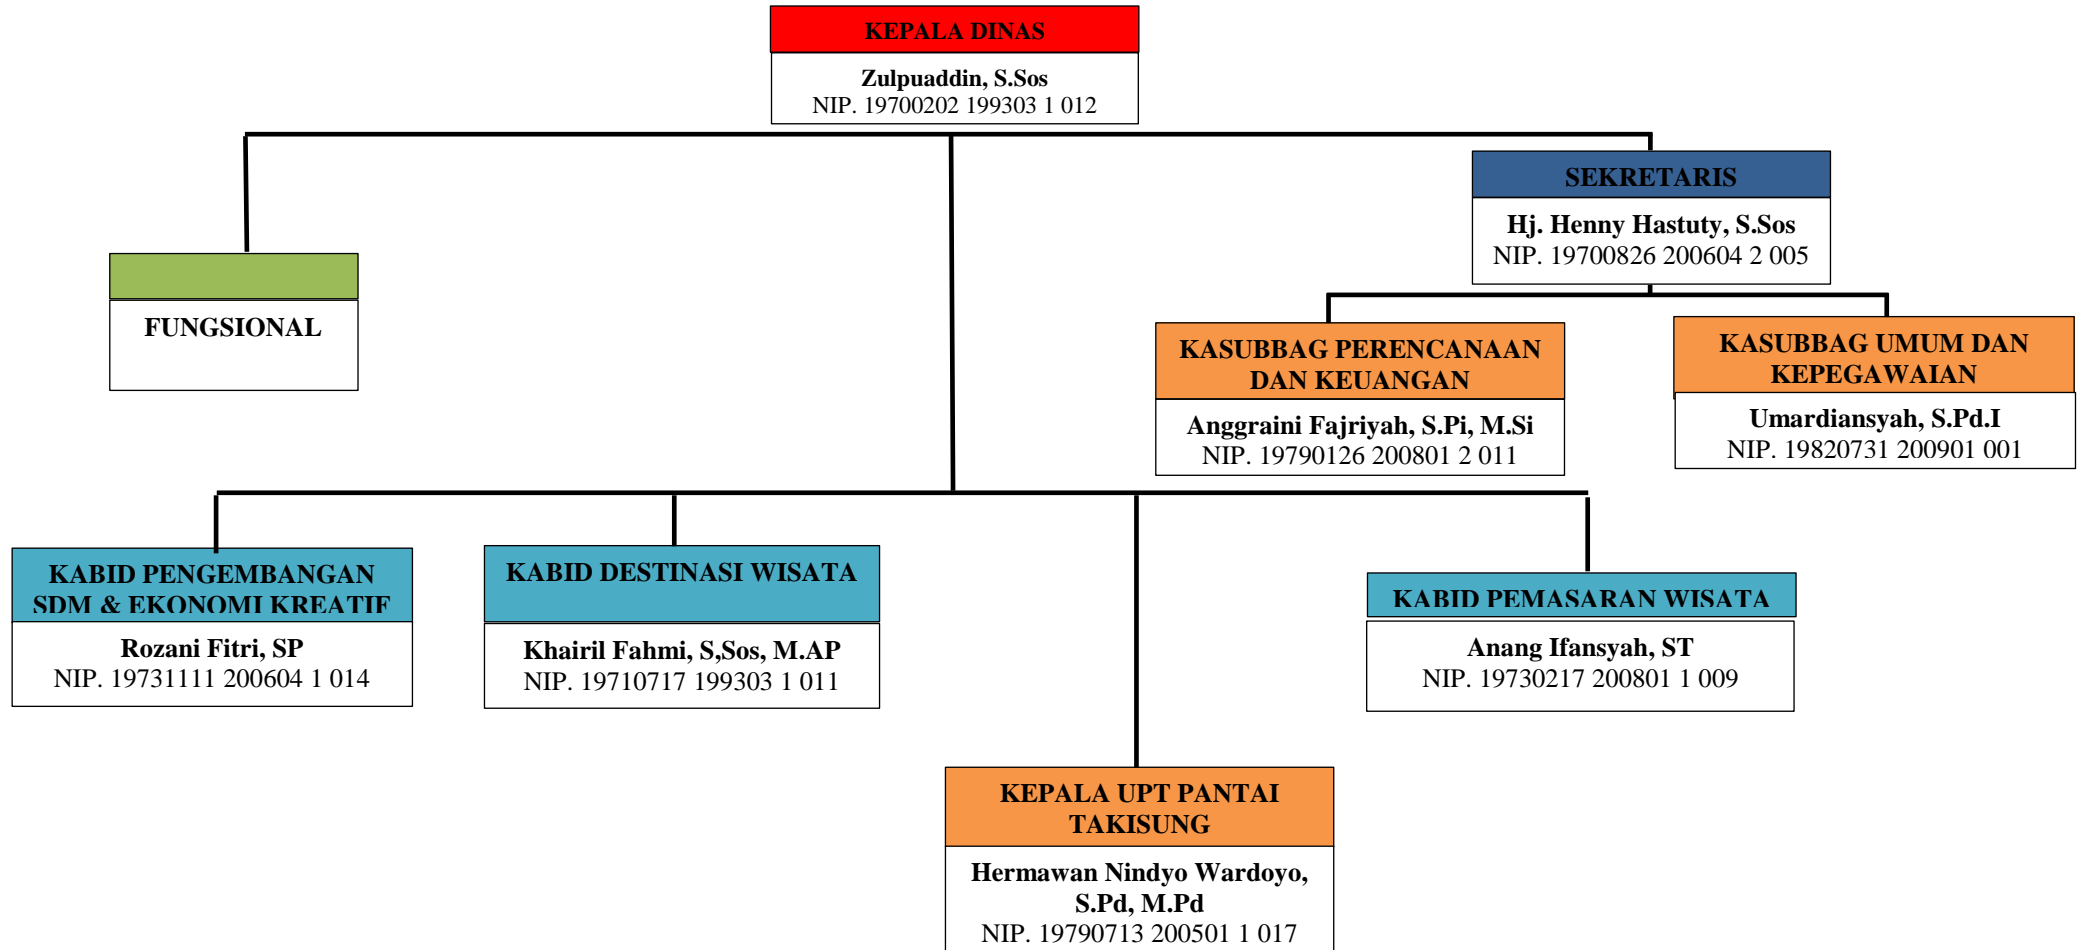 KEPALA DINAS
Zulpuaddin, S.Sos
NIP. 19700202 199303 1 012
SEKRETARIS
Hj. Henny Hastuty, S.Sos
NIP. 19700826 200604 2 005
FUNGSIONAL
KASUBBAG PERENCANAAN
DAN KEUANGAN
Anggraini Fajriyah, S.Pi, M.Si
NIP. 19790126 200801 2 011
KASUBBAG UMUM DAN
KEPEGAWAIAN
Umardiansyah, S.Pd.I
NIP. 19820731 200901 001
KABID PENGEMBANGAN
SDM & EKONOMI KREATIF
Rozani Fitri, SP
NIP. 19731111 200604 1 014
KABID DESTINASI WISATA
Khairil Fahmi, S,Sos, M.AP
NIP. 19710717 199303 1 011
KABID PEMASARAN WISATA
Anang Ifansyah, ST
NIP. 19730217 200801 1 009
KEPALA UPT PANTAI
TAKISUNG
Hermawan Nindyo Wardoyo,
S.Pd, M.Pd
NIP. 19790713 200501 1 017